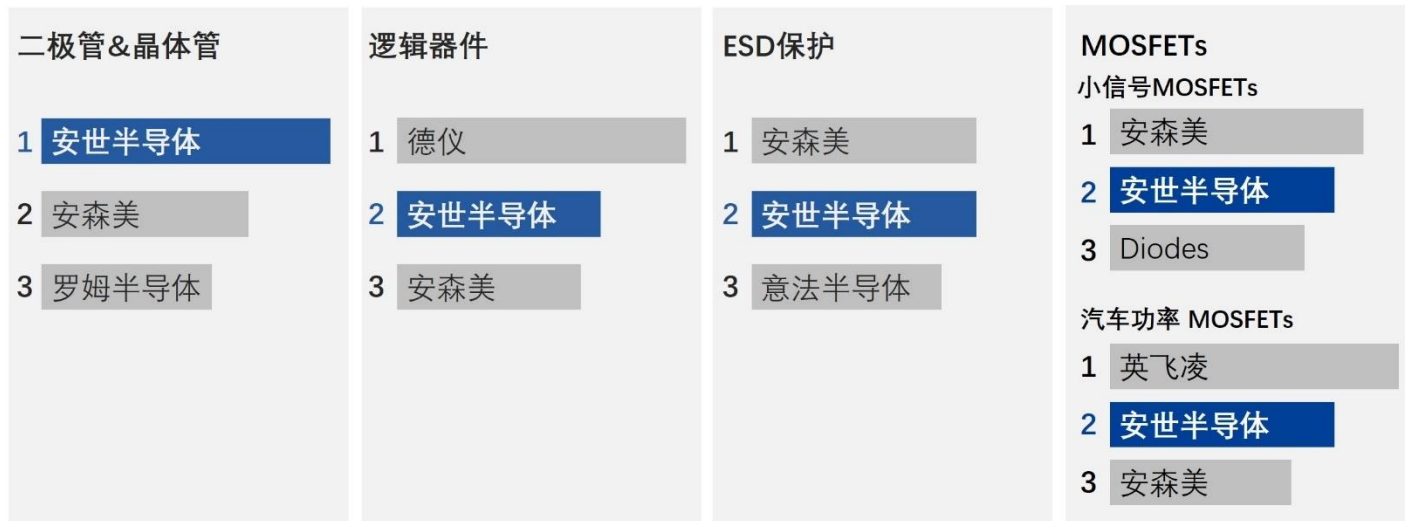 二极管&晶体管
1 安世半导体
2 安森美
3 罗姆半导体
逻辑器件
1 德仪
2 安世半导体
3 安森美
ESD保护
1 安森美
2 安世半导体
3 意法半导体
MOSFETs
小信号MOSFETs
1 安森美
2 安世半导体
3 Diodes
汽车功率 MOSFETs
1 英飞凌
2 安世半导体
3 安森美